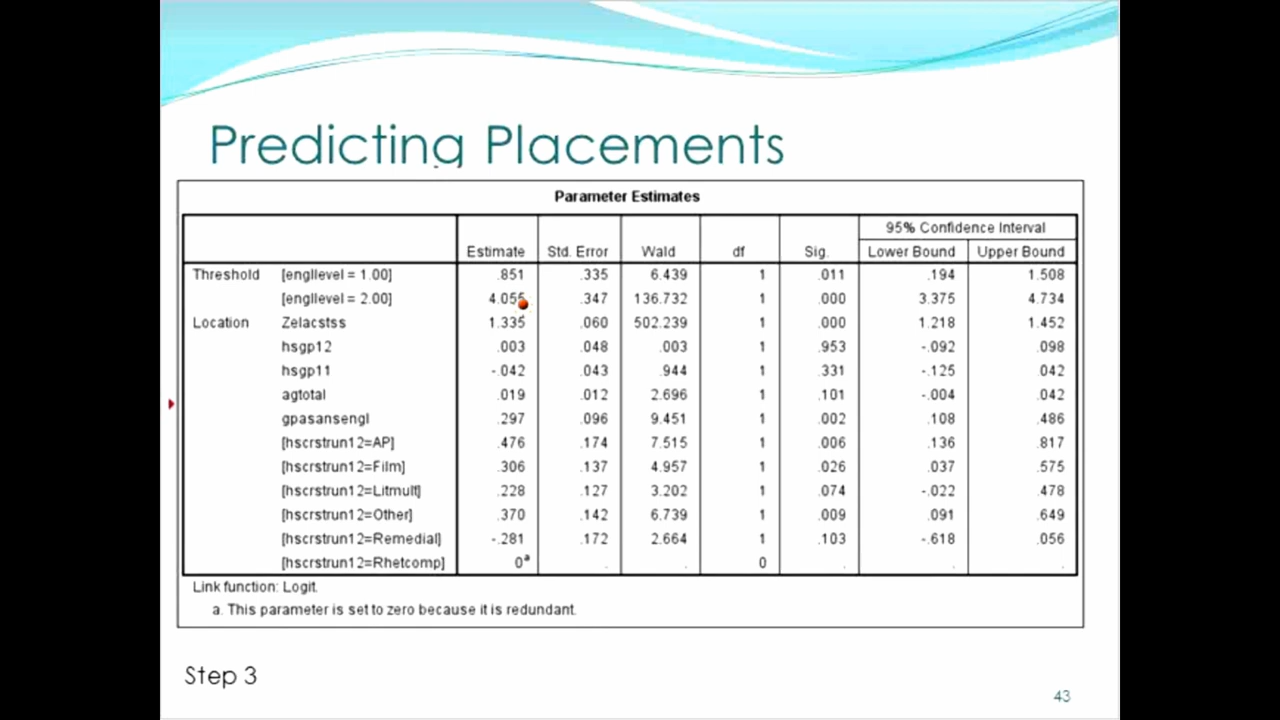 Predicting Placements
Parameter Estimates
95% Confidence Interval
Estimate Std. Error Wald df Sig. Lower Bound Upper Bound
Threshold [engllevel = 1.00] .851 .335 6.439 1 .011 .194 1.508
[engllevel = 2.00] 4.055 .347 136.732 1 .000 3.375 4.734
Location Zelacstss 1.335 .060 502.239 1 .000 1.218 1.452
hsgp12 .003 .048 .003 1 .953 -.092 .098
hsgp11 -.042 .043 .944 1 .331 -.125 .042
agtotal .019 .012 2.696 1 .101 -.004 .042
gpasansengl .297 .096 9.451 1 .002 .108 .486
[hscrstrun12=AP] .476 .174 7.515 1 .006 .136 .817
[hscrstrun12=Film] .306 .137 4.957 1 .026 .037 .575
[hscrstrun12=Litmult] .228 .127 3.202 1 .074 -.022 .478
[hscrstrun12=Other] .370 .142 6.739 1 .009 .091 .649
[hscrstrun12=Remedial] -.281 .172 2.664 1 .103 -.618 .056
[hscrstrun12=Rhetcomp] 0ª . . 0 . . .
Link function: Logit.
a. This parameter is set to zero because it is redundant.
Step 3
43